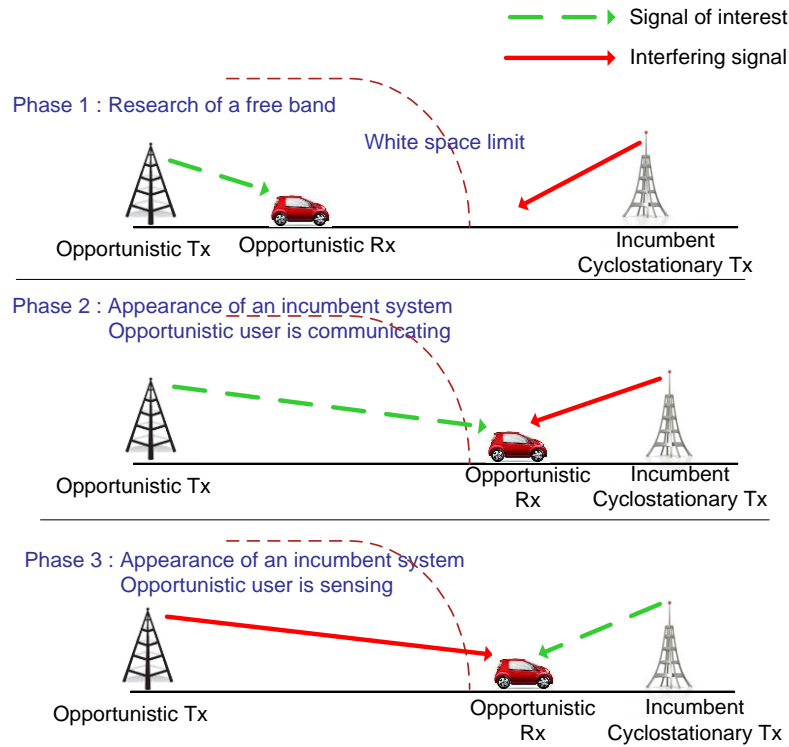 Signal of interest
Interfering signal
Phase 1 : Research of a free band
White space limit
Opportunistic Tx
Opportunistic Rx
Incumbent
Cyclostationary Tx
Phase 2 : Appearance of an incumbent system
Opportunistic user is communicating
Opportunistic Tx
Opportunistic
Rx
Incumbent
Cyclostationary Tx
Phase 3 : Appearance of an incumbent system
Opportunistic user is sensing
Opportunistic Tx
Opportunistic
Rx
Incumbent
Cyclostationary Tx